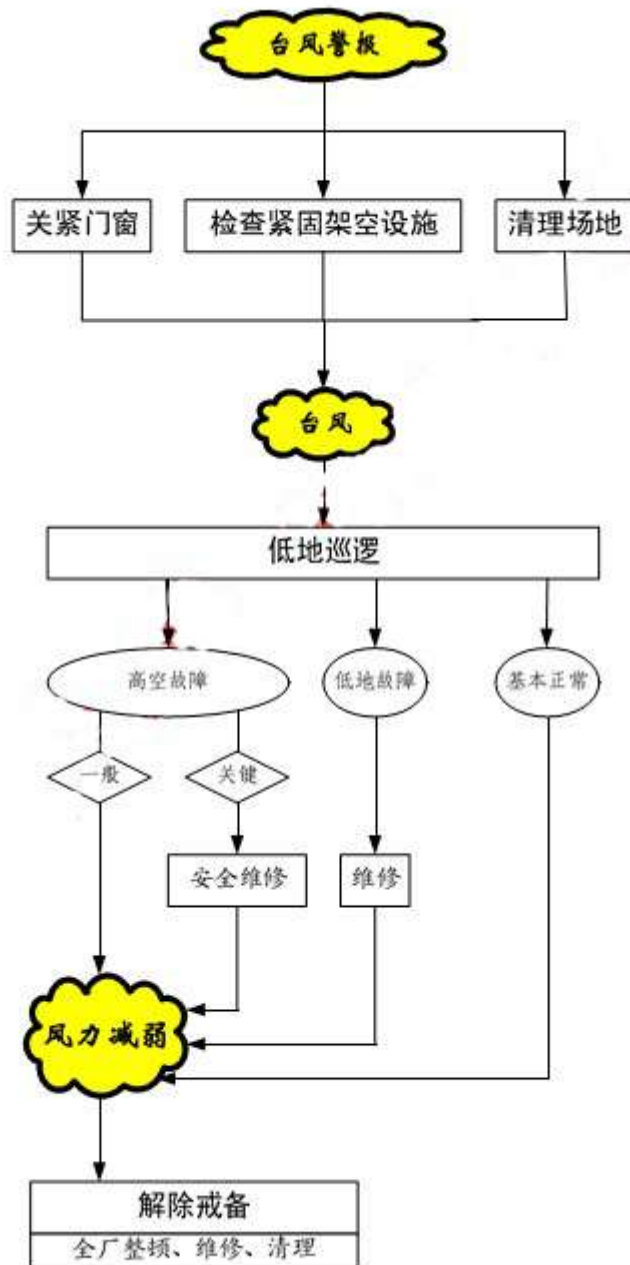 台风警报
关紧门窗
检查紧固架空设施
清理场地
台风
低地巡逻
高空故障
低地故障
基本正常
一般
关键
安全维修
维修
风力减弱
解除戒备
全厂整顿、维修、清理